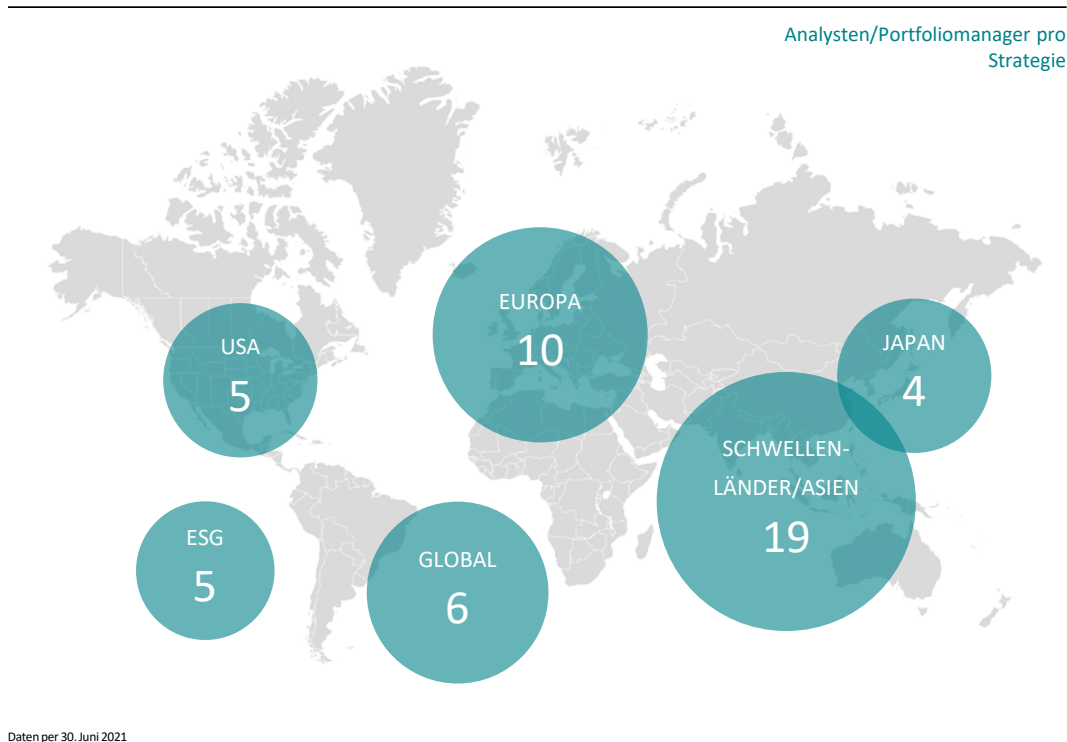 Analysten/Portfoliomanager pro
Strategie
EUROPA
10
USA
5
JAPAN
4
SCHWELLEN-
LÄNDER/ASIEN
19
ESG
5
GLOBAL
6
Daten per 30. Juni 2021